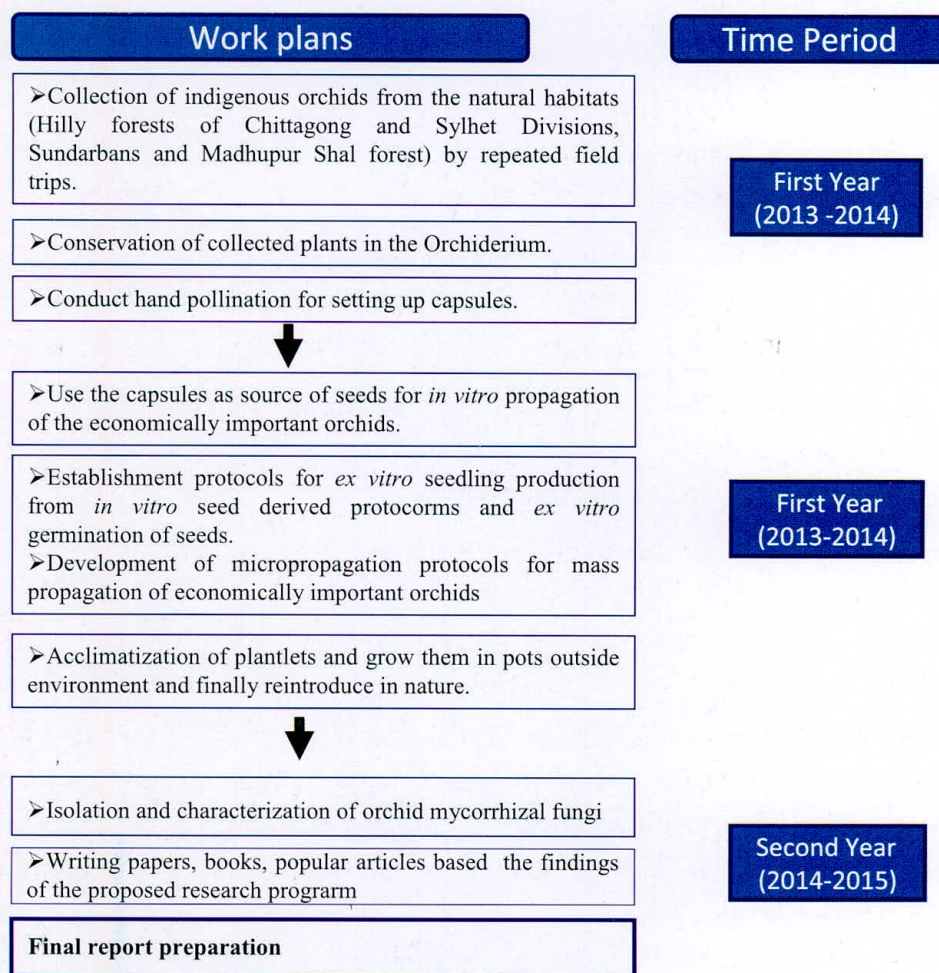 Work plans
Time Period
➢Collection of indigenous orchids from the natural habitats
(Hilly forests of Chittagong and Sylhet Divisions,
Sundarbans and Madhupur Shal forest) by repeated field
trips.
First Year
(2013 -2014)
➢Conservation of collected plants in the Orchiderium.
➢Conduct hand pollination for setting up capsules.
➢Use the capsules as source of seeds for in vitro propagation
of the economically important orchids.
➢Establishment protocols for ex vitro seedling production
from in vitro seed derived protocorms and ex vitro
germination of seeds.
➢Development of micropropagation protocols for mass
propagation of economically important orchids
First Year
(2013-2014)
➢Acclimatization of plantlets and grow them in pots outside
environment and finally reintroduce in nature.
➢Isolation and characterization of orchid mycorrhizal fungi
➢Writing papers, books, popular articles based the findings
of the proposed research programm
Second Year
(2014-2015)
Final report preparation